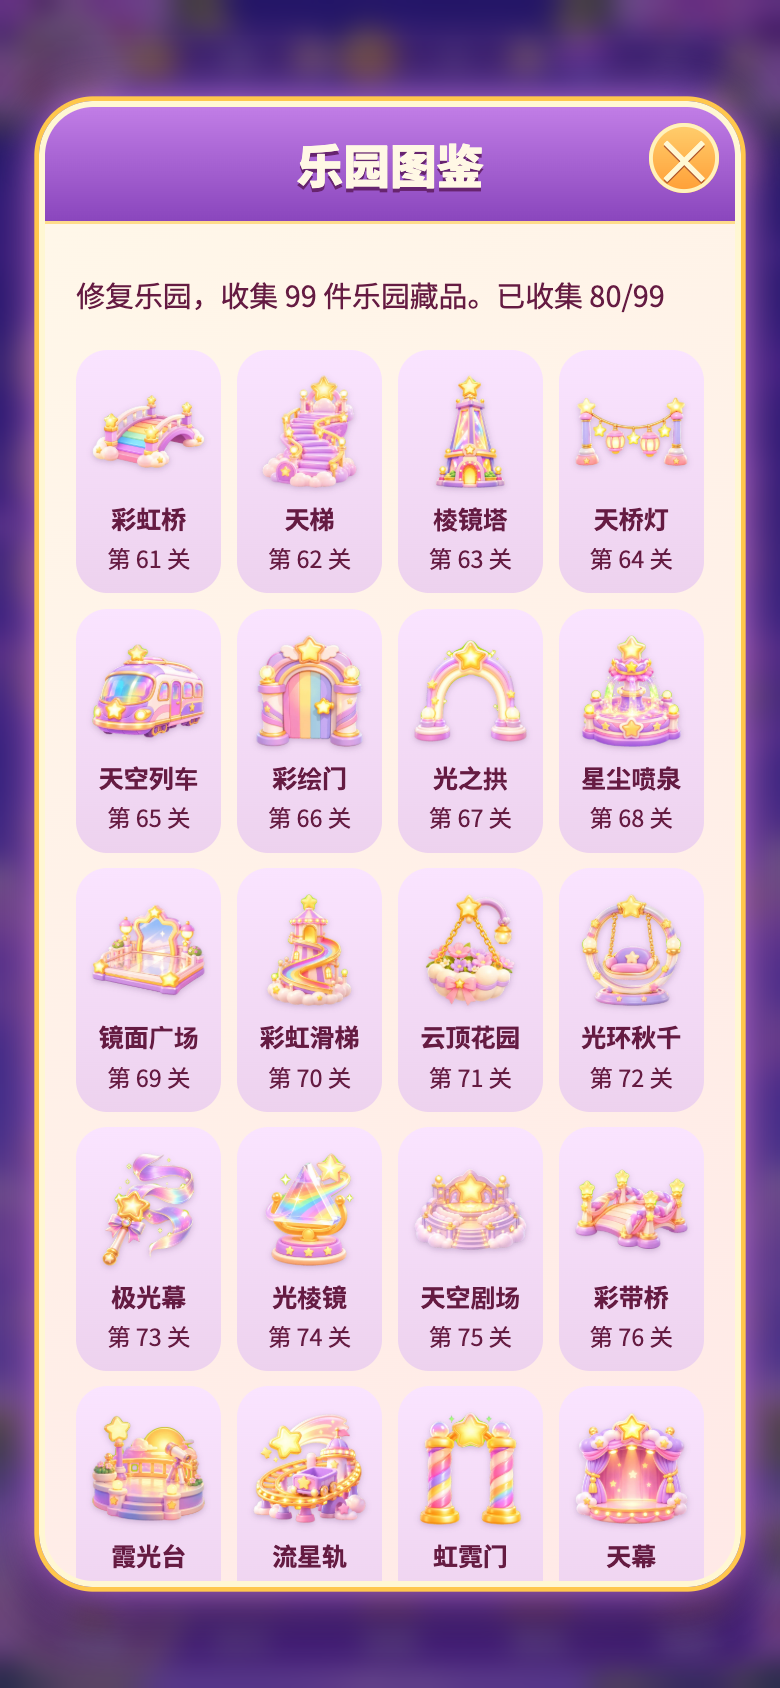 乐园图鉴
修复乐园，收集 99 件乐园藏品。已收集 80/99
彩虹桥 天梯 棱镜塔 天桥灯
第 61 关 第 62 关 第 63 关 第 64 关
天空列车 彩绘门 光之拱 星尘喷泉
第 65 关 第 66 关 第 67 关 第 68 关
镜面广场 彩虹滑梯 云顶花园 光环秋千
第 69 关 第 70 关 第 71 关 第 72 关
极光幕 光棱镜 天空剧场 彩带桥
第 73 关 第 74 关 第 75 关 第 76 关
霞光台 流星轨 虹霓门 天幕